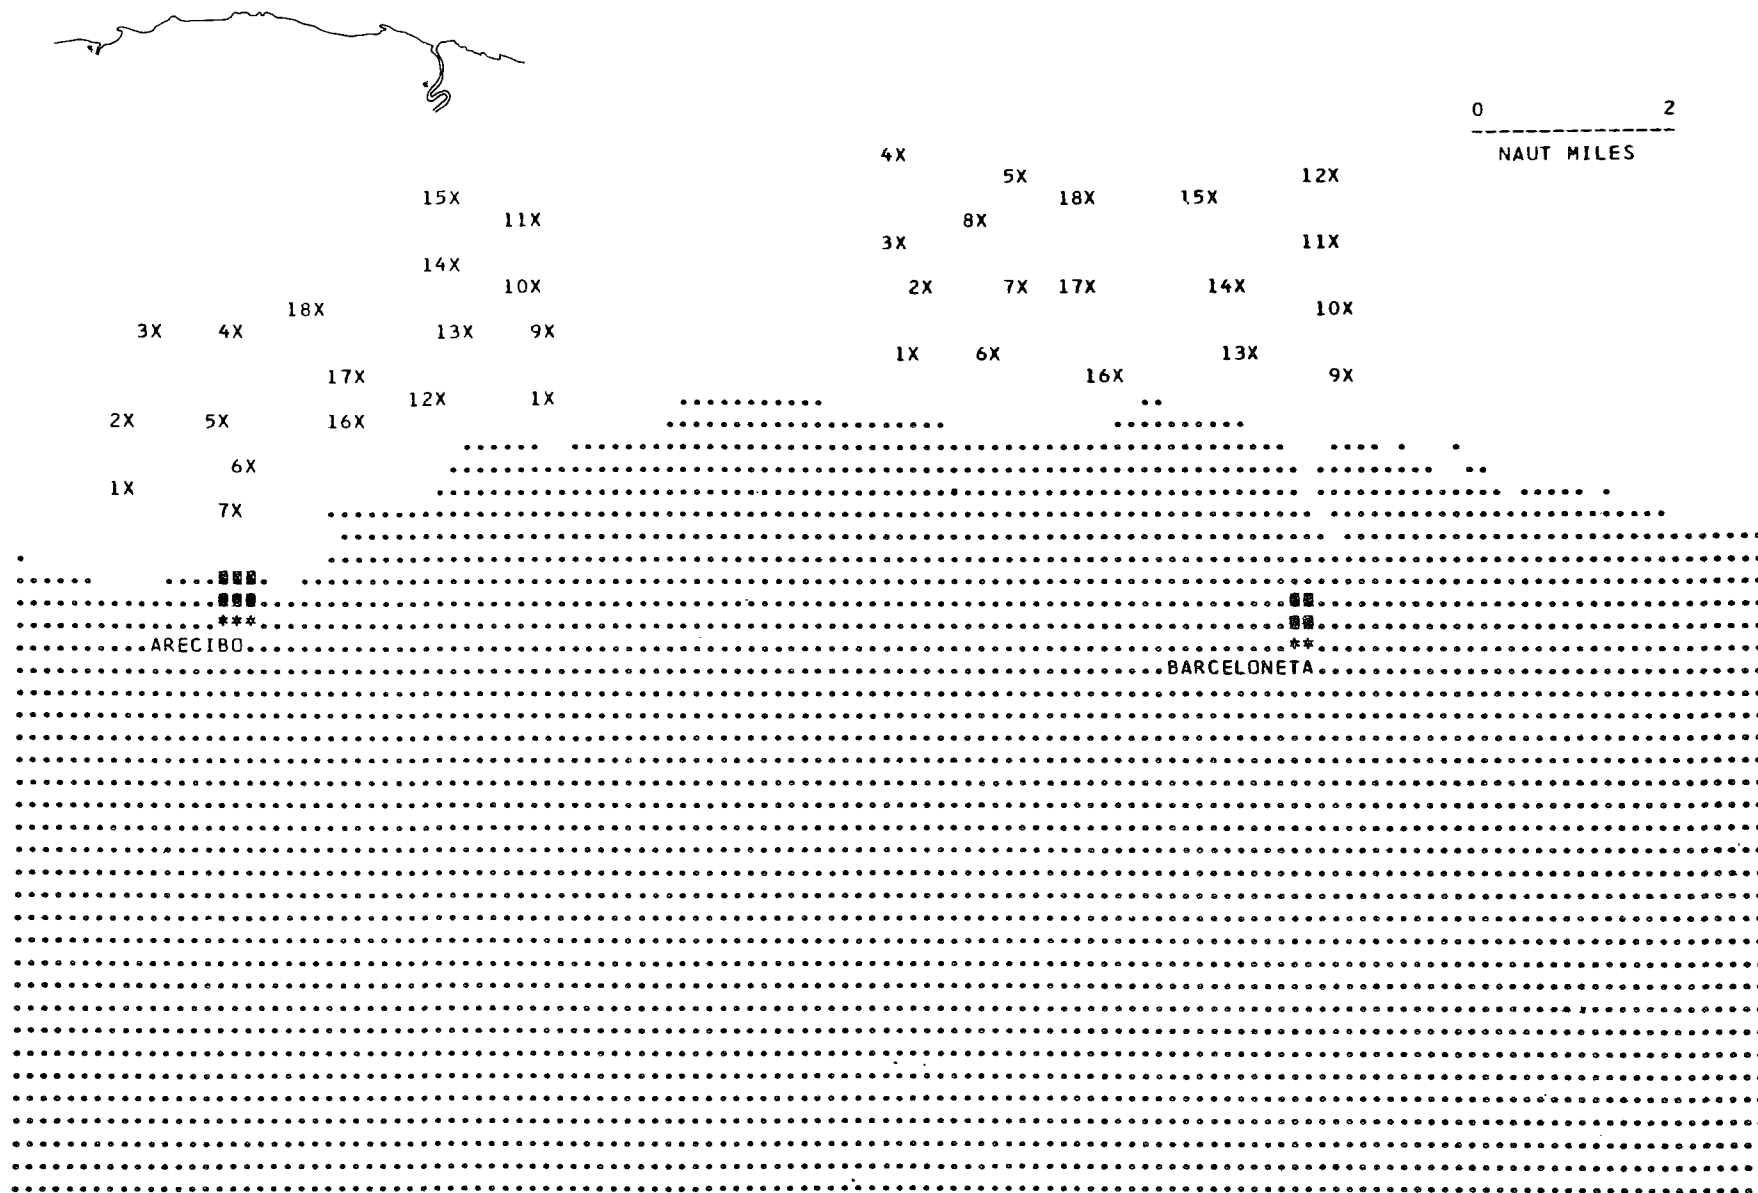 0 2
NAUT MILES
4X
5X 12X
15X 18X 15X
11X 8X
3X 11X
14X
10X 2X 7X 17X 14X
18X 10X
3X 4X 13X 9X
1X 6X 13X
17X 16X 9X
12X 1X
2X 5X 16X
6X
1X
7X
***
ARECIBO **
BARCELONETA